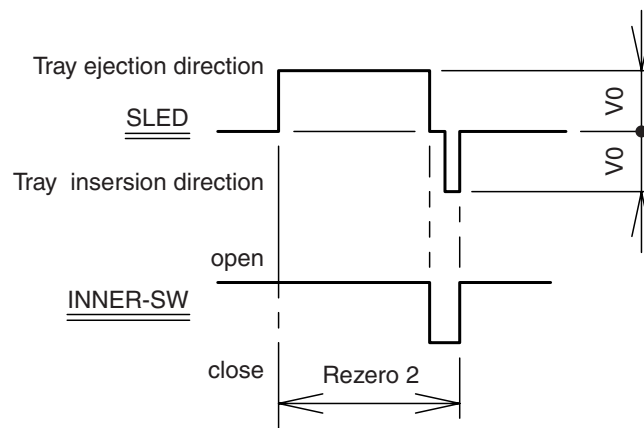 Tray ejection direction
SLED
Tray insersion direction
V0
V0
open
INNER-SW
close
Rezero 2